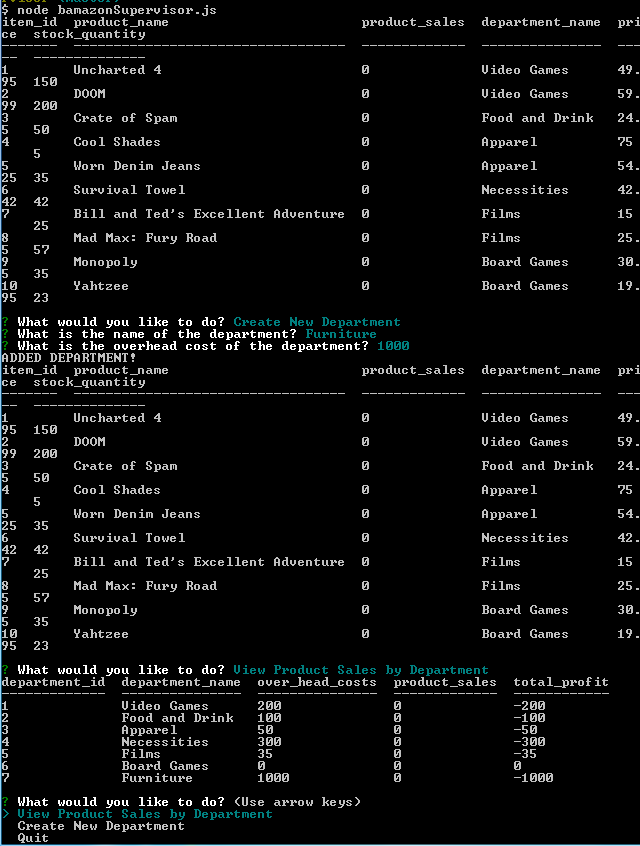 $ node bamazonSupervisor.js
item_id  product_name                        product_sales  department_name  pri
ce  stock_quantity
-------  ----------------------------------  -------------  ---------------  ---
--  --------------
1        Uncharted 4                         0              Video Games      49.
95  150
2        DOOM                                0              Video Games      59.
99  200
3        Crate of Spam                       0              Food and Drink   24.
5   50
4        Cool Shades                         0              Apparel          75
    5
5        Worn Denim Jeans                    0              Apparel          54.
25  35
6        Survival Towel                      0              Necessities      42.
42  42
7        Bill and Ted's Excellent Adventure  0              Films            15
    25
8        Mad Max: Fury Road                  0              Films            25.
5   57
9        Monopoly                            0              Board Games      30.
5   35
10       Yahtzee                             0              Board Games      19.
95  23
? What would you like to do? Create New Department
? What is the name of the department? Furniture
? What is the overhead cost of the department? 1000
ADDED DEPARTMENT!
item_id  product_name                        product_sales  department_name  pri
ce  stock_quantity
-------  ----------------------------------  -------------  ---------------  ---
--  --------------
1        Uncharted 4                         0              Video Games      49.
95  150
2        DOOM                                0              Video Games      59.
99  200
3        Crate of Spam                       0              Food and Drink   24.
5   50
4        Cool Shades                         0              Apparel          75
    5
5        Worn Denim Jeans                    0              Apparel          54.
25  35
6        Survival Towel                      0              Necessities      42.
42  42
7        Bill and Ted's Excellent Adventure  0              Films            15
    25
8        Mad Max: Fury Road                  0              Films            25.
5   57
9        Monopoly                            0              Board Games      30.
5   35
10       Yahtzee                             0              Board Games      19.
95  23
? What would you like to do? View Product Sales by Department
department_id  department_name  over_head_costs  product_sales  total_profit
-------------  ---------------  ---------------  -------------  ------------
1              Video Games      200              0              -200
2              Food and Drink   100              0              -100
3              Apparel          50               0              -50
4              Necessities      300              0              -300
5              Films            35               0              -35
6              Board Games      0                0              0
7              Furniture        1000             0              -1000
? What would you like to do? (Use arrow keys)
> View Product Sales by Department
  Create New Department
  Quit